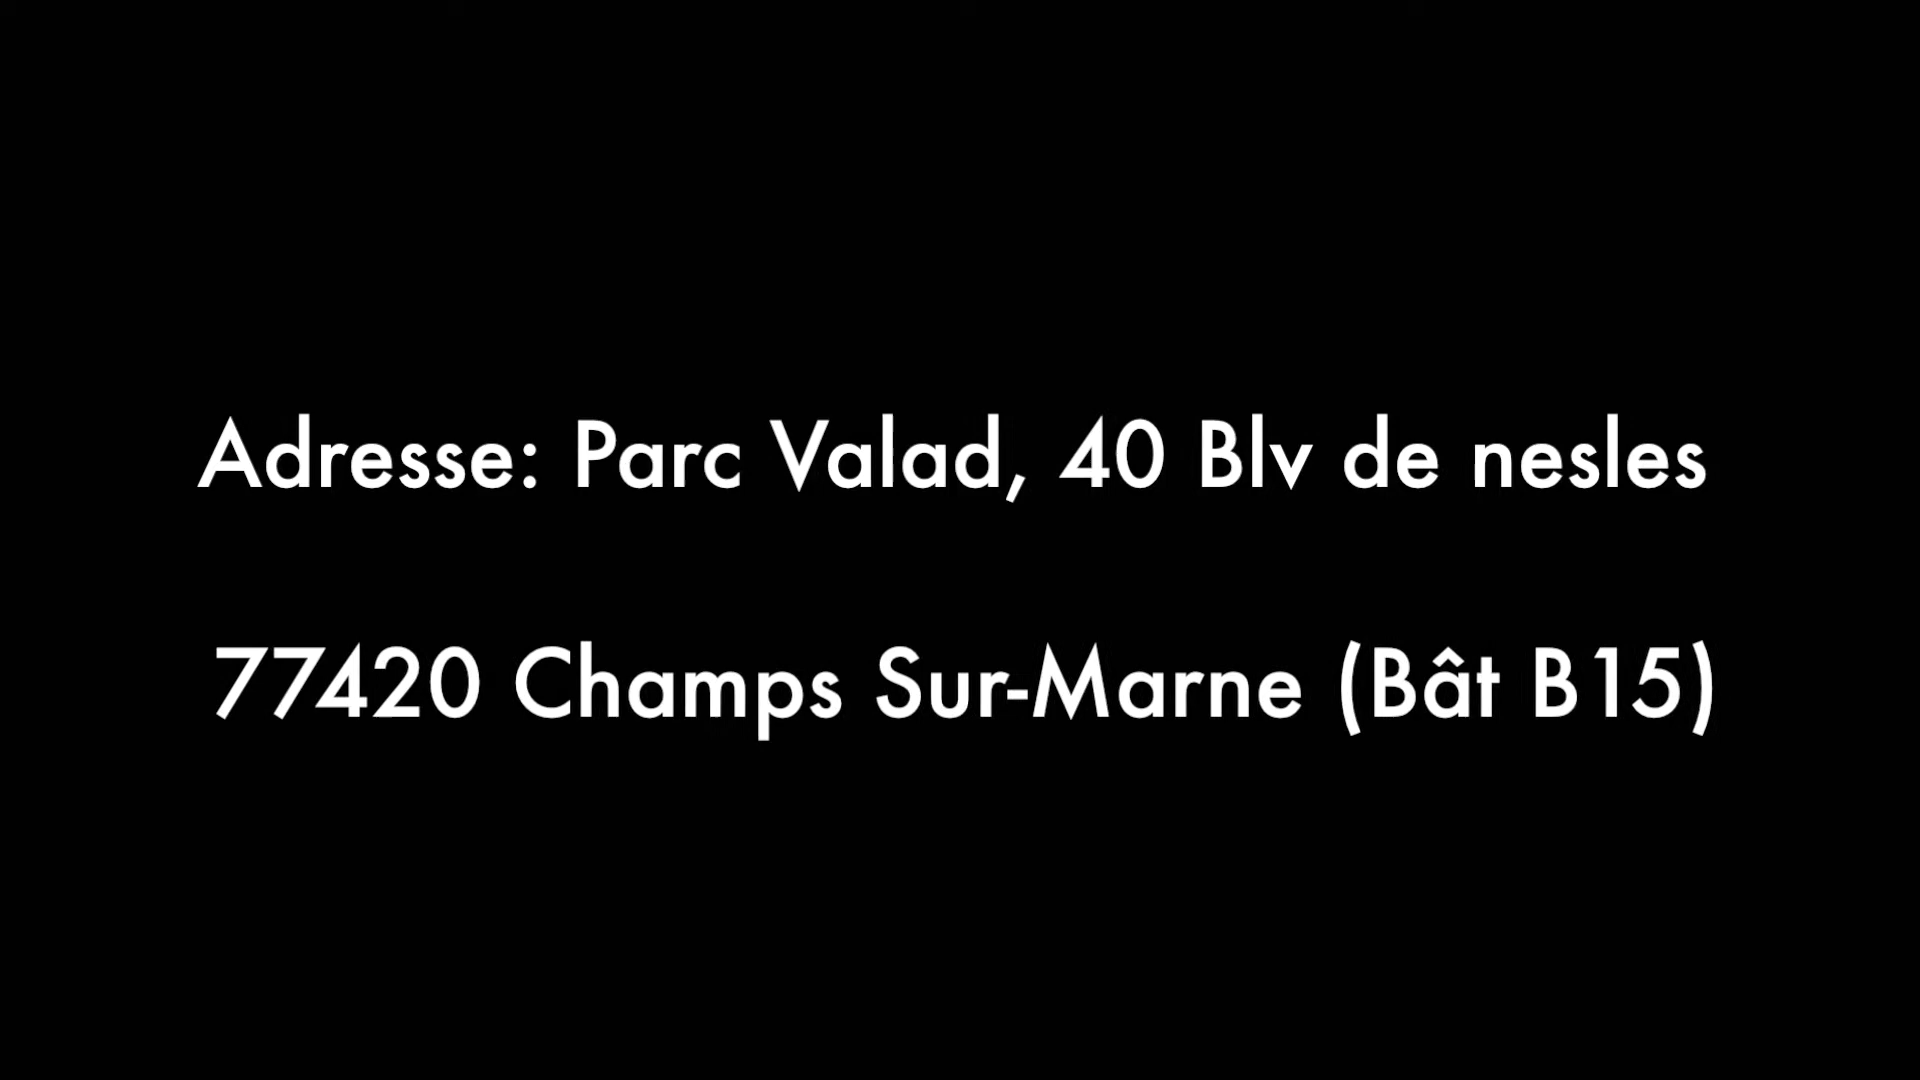 Adresse: Parc Valad, 40 Blv de nesles
77420 Champs Sur-Marne (Bât B15)